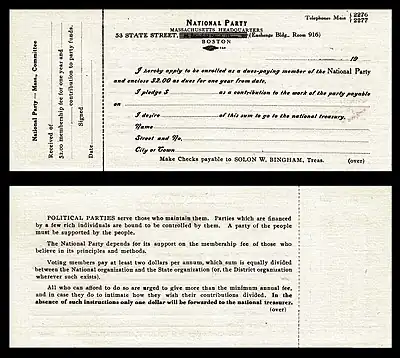 NATIONAL PARTY
MASSACHUSETTS HEADQUARTERS
53 STATE STREET, (Exchange Bldg., Room 916)
BOSTON
Telephones Main { 2276
2277
19
I hereby apply to be enrolled as a dues-paying member of the National Party
and enclose $2.00 as dues for one year from date.
I pledge $ as a contribution to the work of the party payable
on
I desire of this sum to go to the national treasury.
Name
Street and No.
City or Town
Make Checks payable to SOLON W. BINGHAM, Treas. (over)
National Party — Mass. Committee
Received of
$1.00 membership fee for one year and
contribution to party funds.
Signed
Date
POLITICAL PARTIES serve those who maintain them. Parties which are financed
by a few rich individuals are bound to be controlled by them. A party of the people
must be supported by the people.
The National Party depends for its support on the membership fee of those who
believe in its principles and methods.
Voting members pay at least two dollars per annum, which sum is equally divided
between the National organization and the State organization (or, the District organization
wherever such exists).
All who can afford to do so are urged to give more than the minimum annual fee,
and in case they do to intimate how they wish their contributions divided. In the
absence of such instructions only one dollar will be forwarded to the national treasurer.
(over)